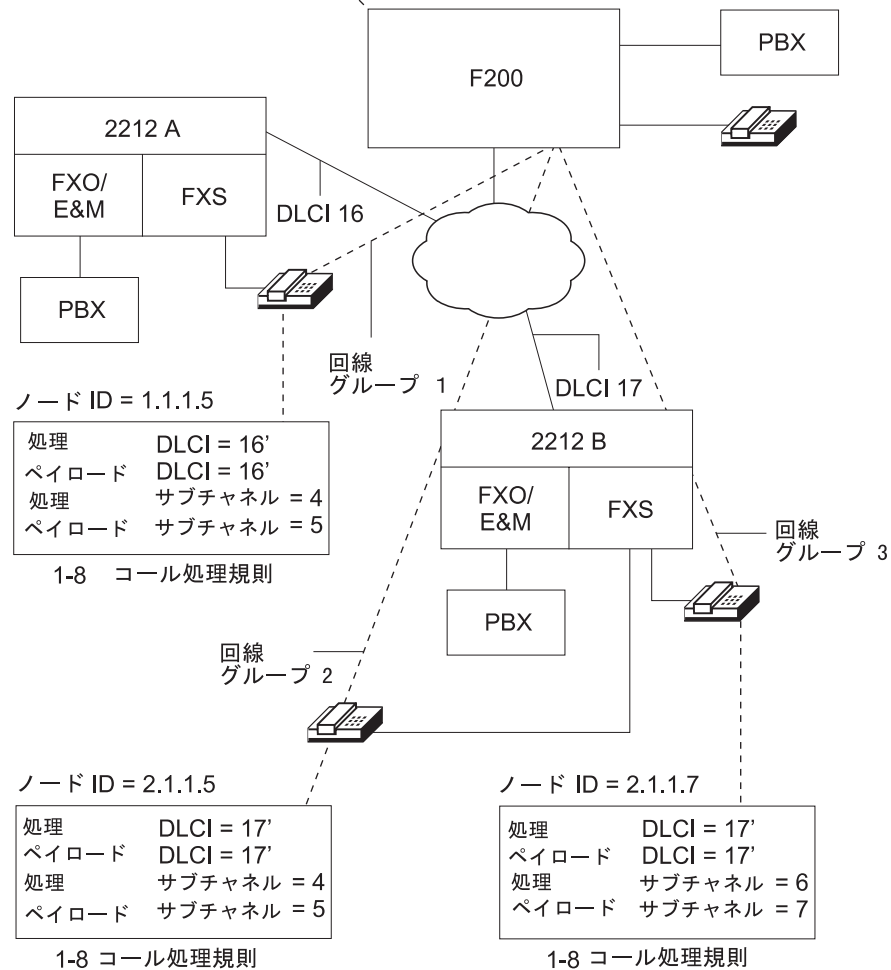 F200
PBX
2212 A
FXO/
E&M
FXS
DLCI 16
PBX
回線
グループ 1
DLCI 17
ノード ID = 1.1.1.5
処理 DLCI = 16’
ペイロード DLCI = 16’
処理 サブチャネル = 4
ペイロード サブチャネル = 5
1-8 コール処理規則
2212 B
FXO/
E&M
FXS
PBX
回線
グループ 3
回線
グループ 2
ノード ID = 2.1.1.5
処理 DLCI = 17’
ペイロード DLCI = 17’
処理 サブチャネル = 4
ペイロード サブチャネル = 5
1-8 コール処理規則
ノード ID = 2.1.1.7
処理 DLCI = 17’
ペイロード DLCI = 17’
処理 サブチャネル = 6
ペイロード サブチャネル = 7
1-8 コール処理規則